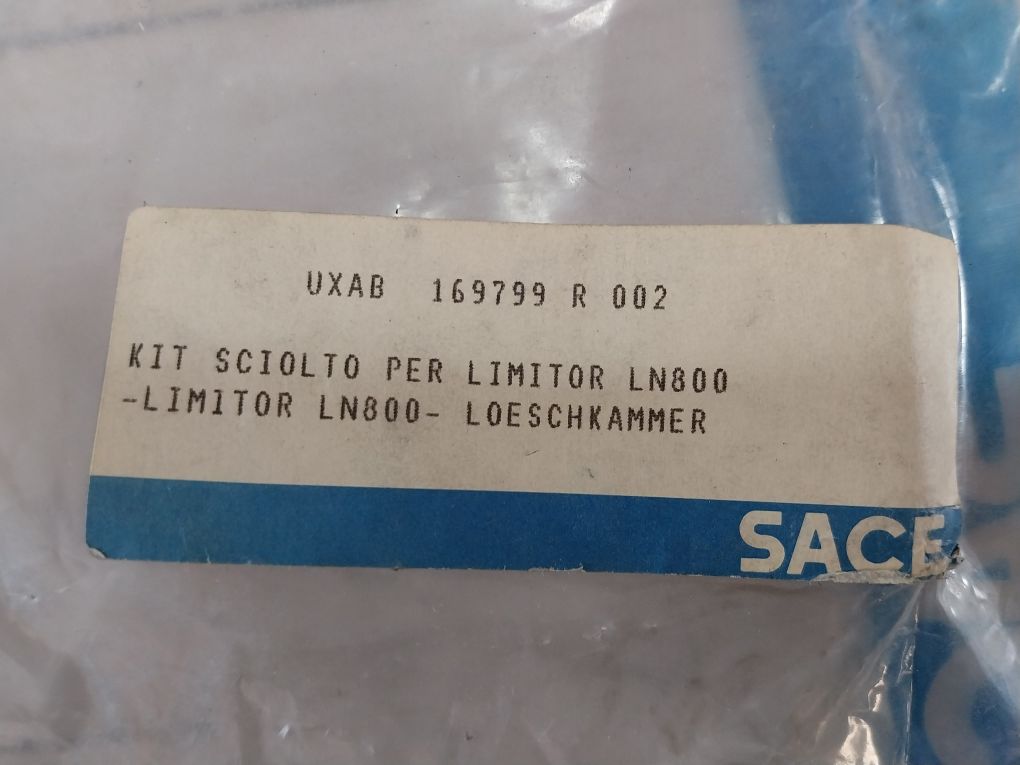 UXAB 169799 R 002
KIT SCIOLTO PER LIMITOR LN800
-LIMITOR LN800- LOESCHKAMMER
SACE